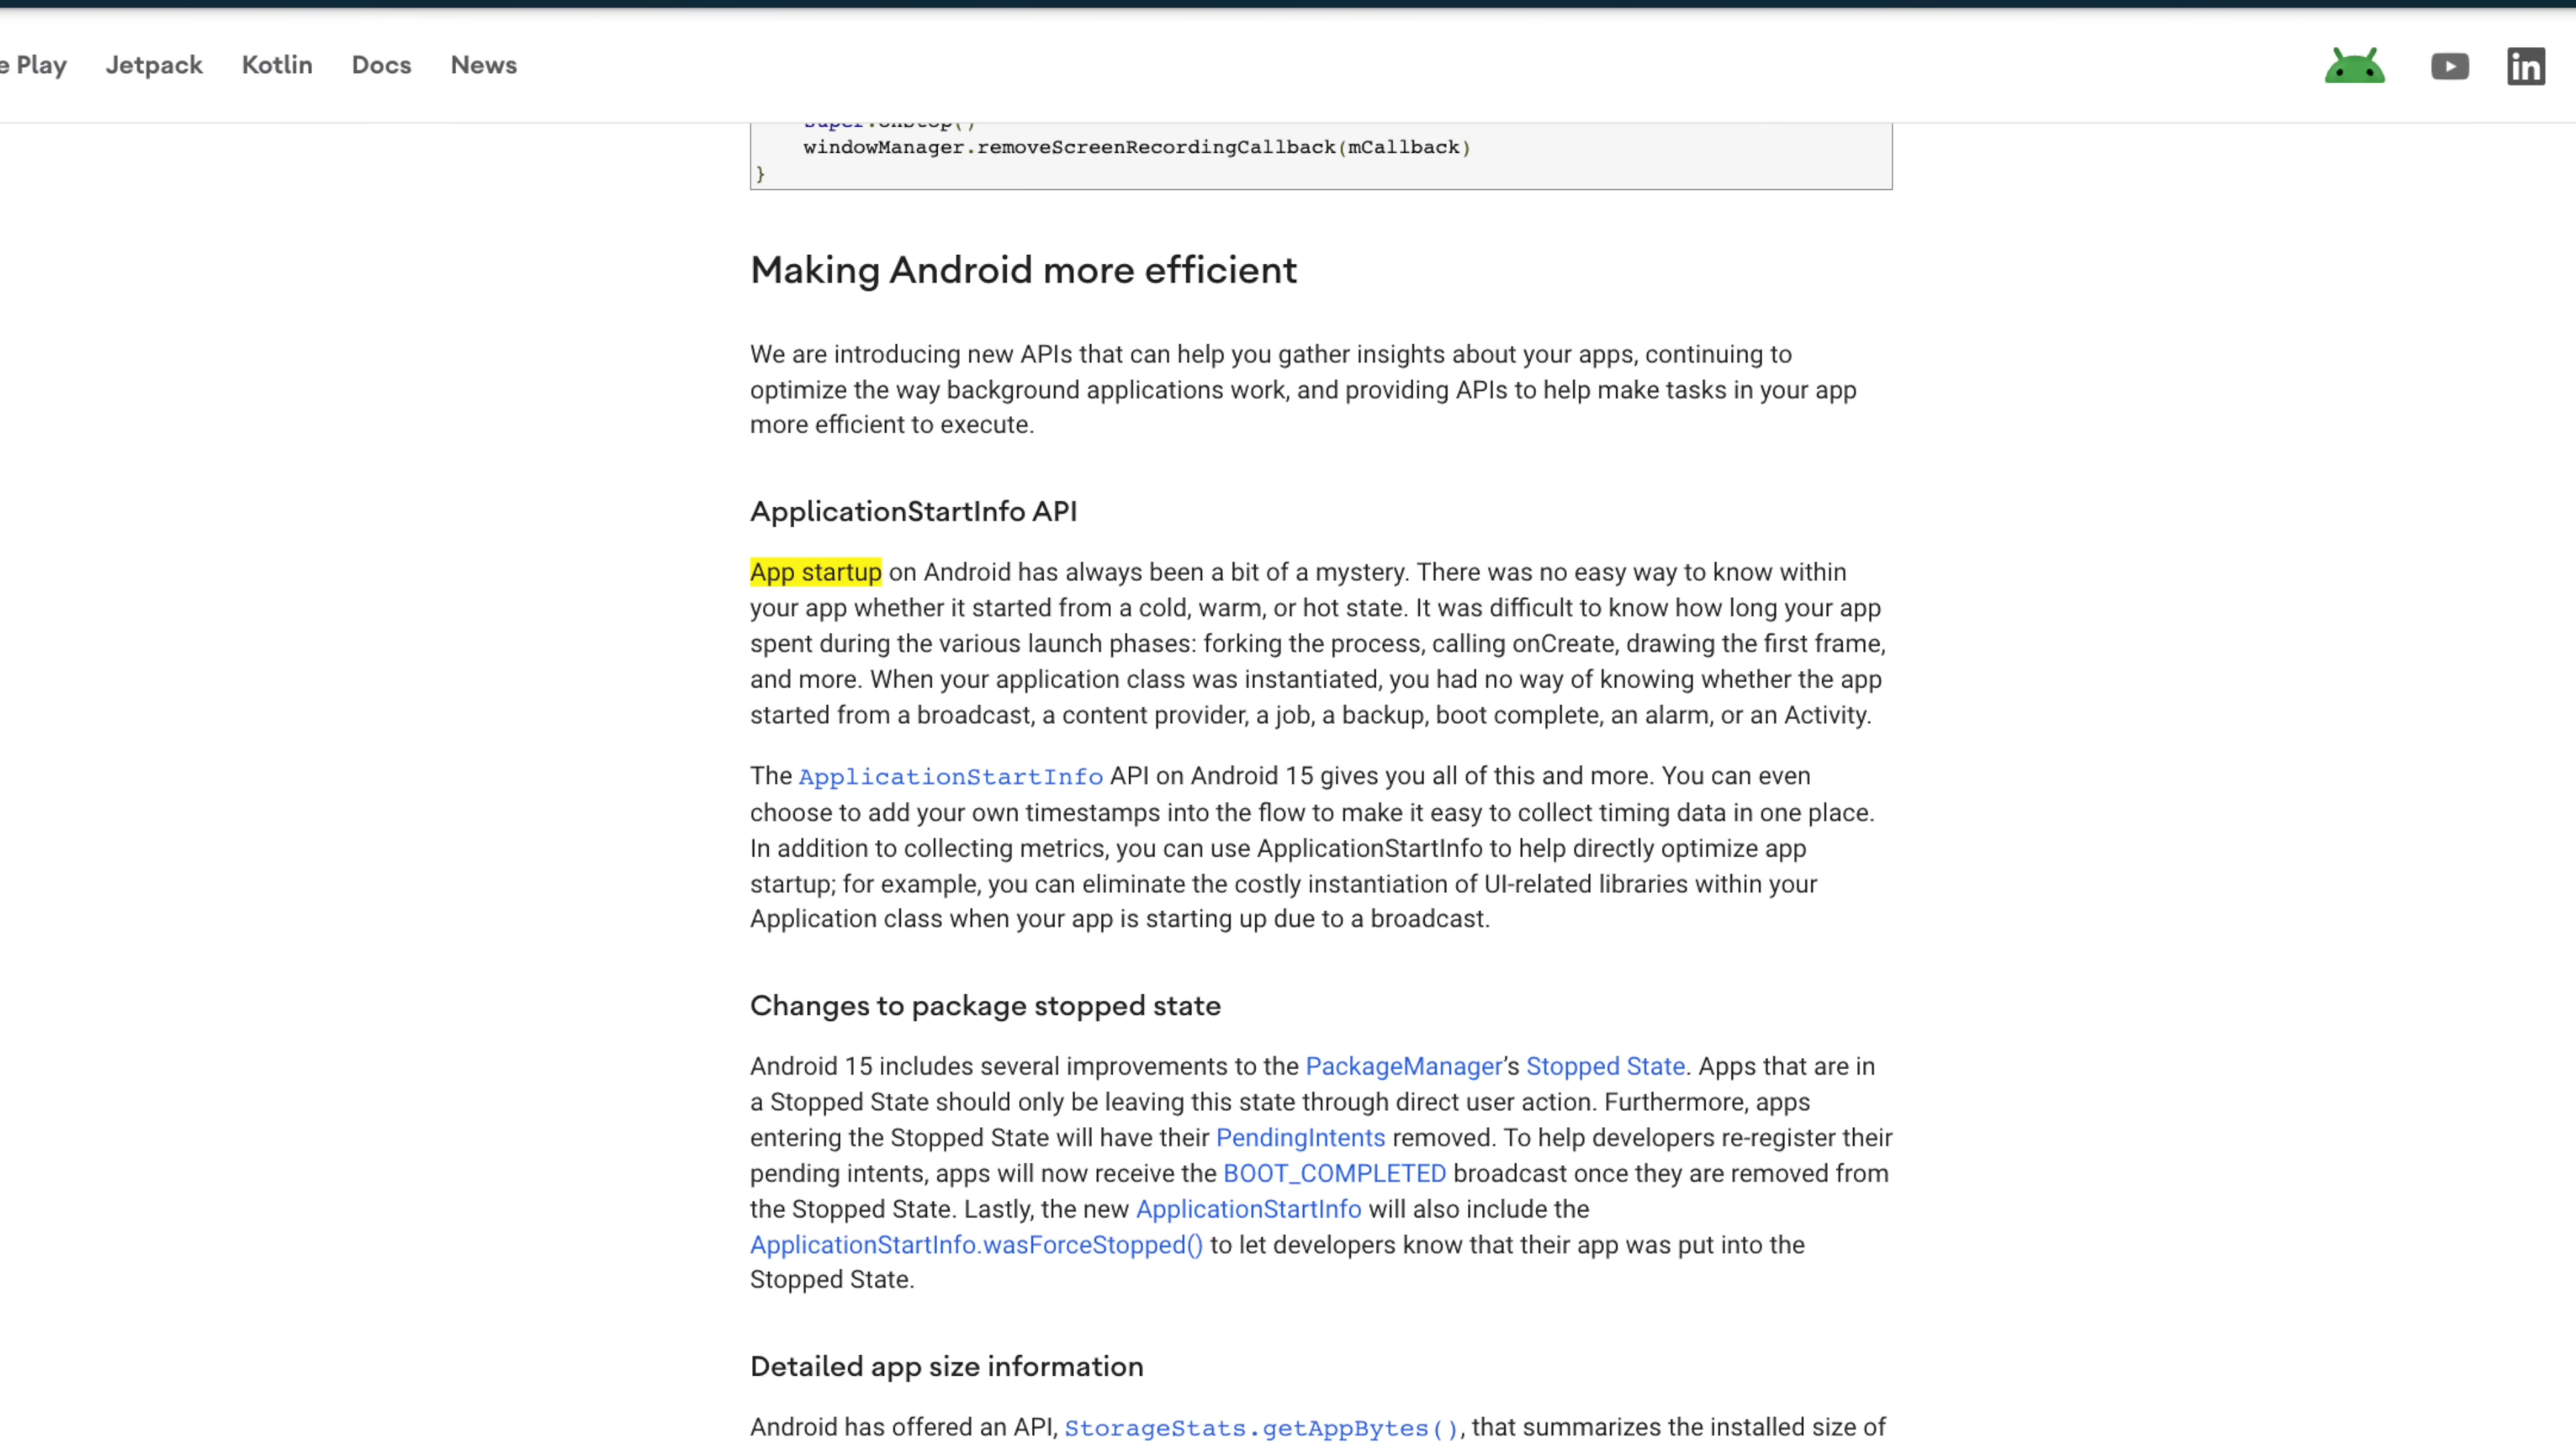 e Play Jetpack Kotlin Docs News
in
super.onStop()
windowManager.removeScreenRecordingCallback(mCallback)
}
Making Android more efficient
We are introducing new APIs that can help you gather insights about your apps, continuing to
optimize the way background applications work, and providing APIs to help make tasks in your app
more efficient to execute.
ApplicationStartInfo API
App startup on Android has always been a bit of a mystery. There was no easy way to know within
your app whether it started from a cold, warm, or hot state. It was difficult to know how long your app
spent during the various launch phases: forking the process, calling onCreate, drawing the first frame,
and more. When your application class was instantiated, you had no way of knowing whether the app
started from a broadcast, a content provider, a job, a backup, boot complete, an alarm, or an Activity.
The ApplicationStartInfo API on Android 15 gives you all of this and more. You can even
choose to add your own timestamps into the flow to make it easy to collect timing data in one place.
In addition to collecting metrics, you can use ApplicationStartInfo to help directly optimize app
startup; for example, you can eliminate the costly instantiation of UI-related libraries within your
Application class when your app is starting up due to a broadcast.
Changes to package stopped state
Android 15 includes several improvements to the PackageManager’s Stopped State. Apps that are in
a Stopped State should only be leaving this state through direct user action. Furthermore, apps
entering the Stopped State will have their PendingIntents removed. To help developers re-register their
pending intents, apps will now receive the BOOT_COMPLETED broadcast once they are removed from
the Stopped State. Lastly, the new ApplicationStartInfo will also include the
ApplicationStartInfo.wasForceStopped() to let developers know that their app was put into the
Stopped State.
Detailed app size information
Android has offered an API, StorageStats.getAppBytes(), that summarizes the installed size of